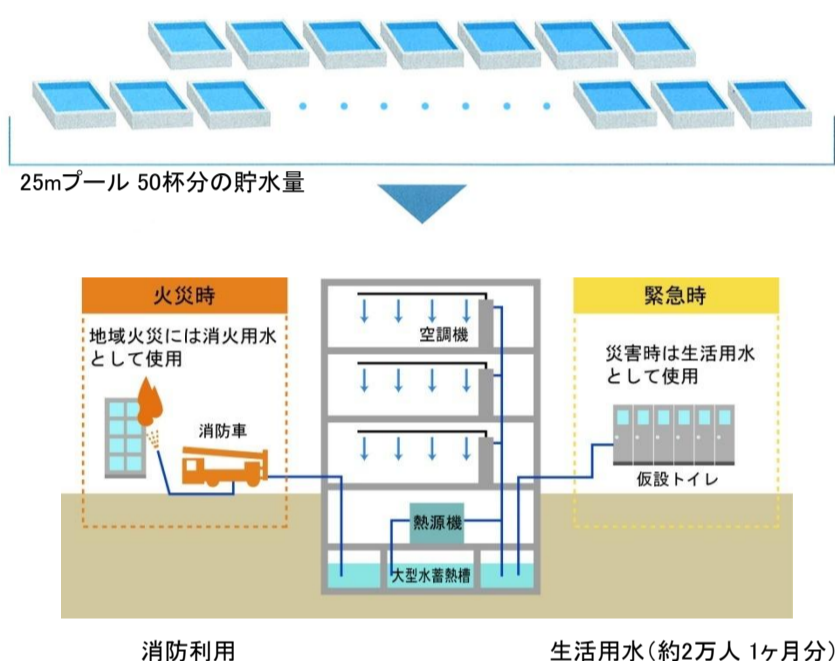 25mプール 50杯分の貯水量
火災時
地域火災には消火用水
として使用
消防車
空調機
熱源機
大型水蓄熱槽
緊急時
災害時は生活用水
として使用
仮設トイレ
消防利用
生活用水(約2万人 1ヶ月分)